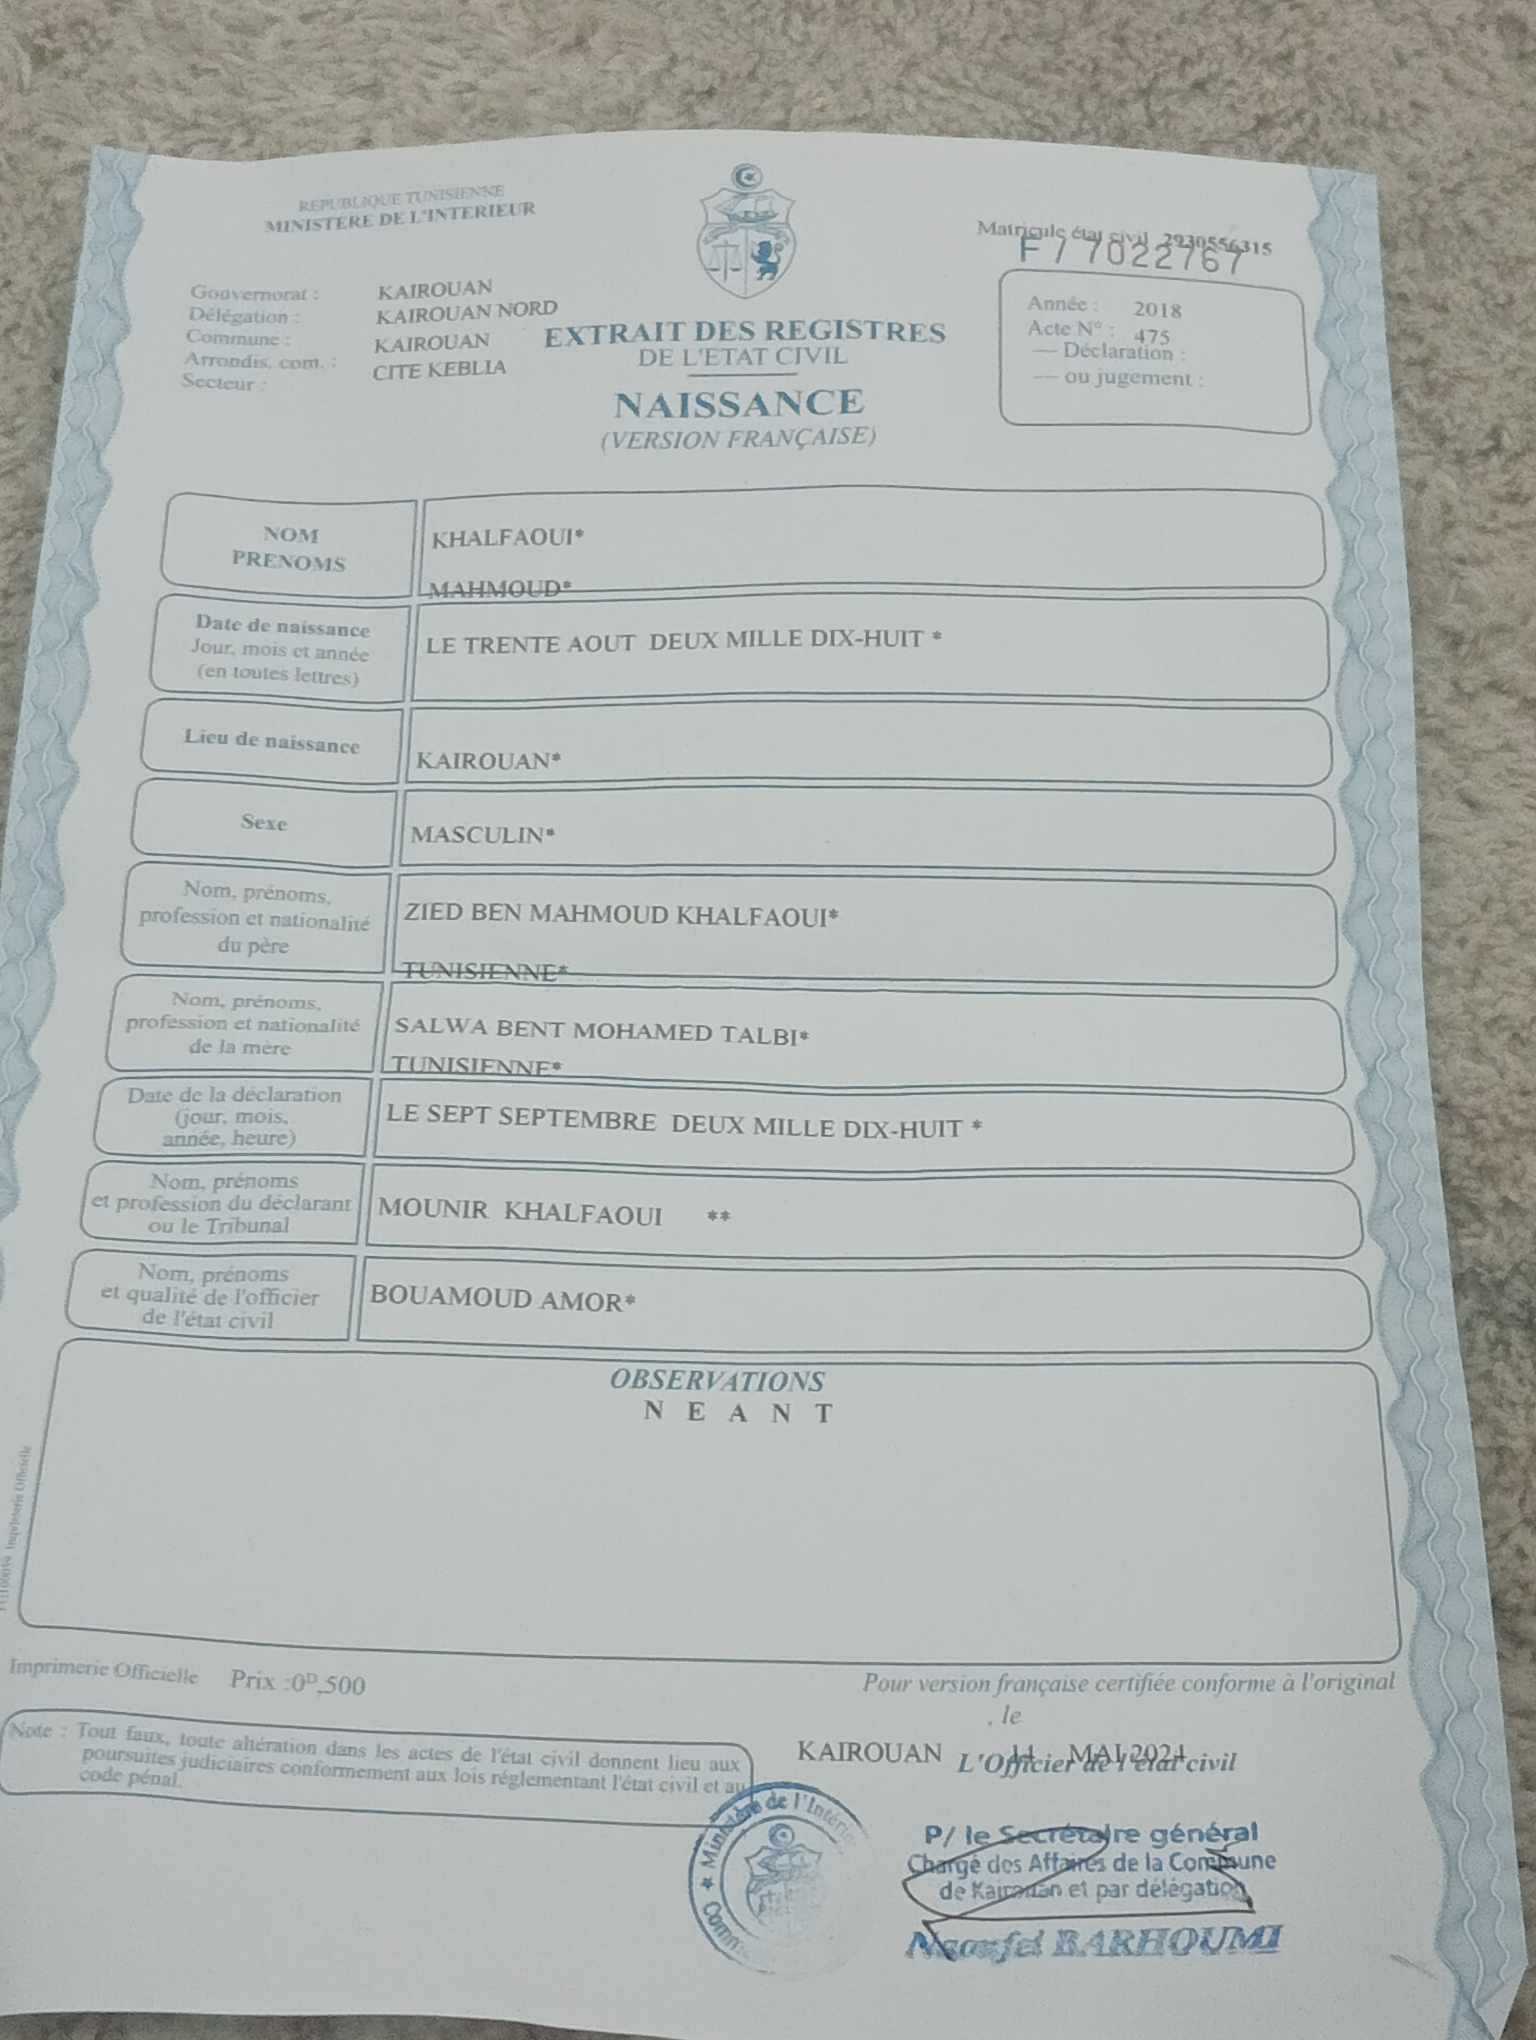 REPUBLIQUE TUNISIENNE
MINISTERE DE L'INTERIEUR
Matricule état civil 2930556315
F77022767
Gouvernorat : KAIROUAN
Délégation : KAIROUAN NORD
Commune : KAIROUAN
Arrondis. com. : CITE KEBLIA
Secteur :
EXTRAIT DES REGISTRES
DE L'ETAT CIVIL
NAISSANCE
(VERSION FRANÇAISE)
Année : 2018
Acte N° : 475
— Déclaration :
— ou jugement :
NOM
PRENOMS
KHALFAOUI*
MAHMOUD*
Date de naissance
Jour, mois et année
(en toutes lettres)
LE TRENTE AOUT DEUX MILLE DIX-HUIT *
Lieu de naissance
KAIROUAN*
Sexe
MASCULIN*
Nom, prénoms,
profession et nationalité
du père
ZIED BEN MAHMOUD KHALFAOUI*
TUNISIENNE*
Nom, prénoms,
profession et nationalité
de la mère
SALWA BENT MOHAMED TALBI*
TUNISIENNE*
Date de la déclaration
(jour, mois,
année, heure)
LE SEPT SEPTEMBRE DEUX MILLE DIX-HUIT *
Nom, prénoms
et profession du déclarant
ou le Tribunal
MOUNIR KHALFAOUI **
Nom, prénoms
et qualité de l'officier
de l'état civil
BOUAMOUD AMOR*
OBSERVATIONS
N E A N T
Imprimerie Officielle
Imprimerie Officielle Prix :0ᴰ,500
Pour version française certifiée conforme à l'original
, le
Note : Tout faux, toute altération dans les actes de l'état civil donnent lieu aux
poursuites judiciaires conformement aux lois réglementant l'état civil et au
code pénal.
KAIROUAN MAI 2024
L'Officier de l'état civil
★ Ministère de l'Intérieur
P/ le Secrétaire général
Chargé des Affaires de la Commune
de Kairouan et par délégation
Naoufel BARHOUMI